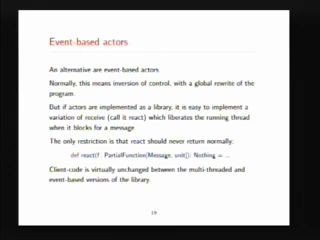 Event-based actors
An alternative are event-based actors.
Normally, this means inversion of control, with a global rewrite of the
program.
But if actors are implemented as a library, it is easy to implement a
variation of receive (call it react) which liberates the running thread
when it blocks for a message.
The only restriction is that react should never return normally:
def react(f: PartialFunction[Message, unit]): Nothing = ...
Client-code is virtually unchanged between the multi-threaded and
event-based versions of the library.
19